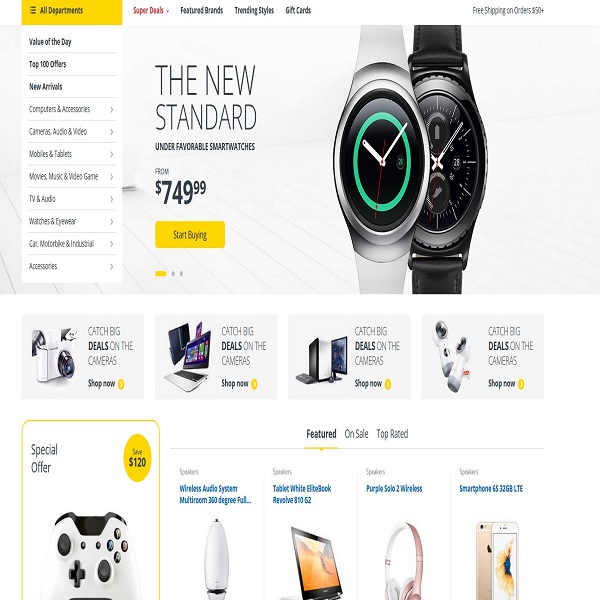 All Departments
Super Deals
Featured Brands
Trending Styles
Gift Cards
Free Shipping on Orders $50+
Value of the Day
Top 100 Offers
New Arrivals
Computers & Accessories
Cameras, Audio & Video
Mobiles & Tablets
Movies, Music & Video Game
TV & Audio
Watches & Eyewear
Car, Motorbike & Industrial
Accessories
THE NEW
STANDARD
UNDER FAVORABLE SMARTWATCHES
FROM
$74999
Start Buying
CATCH BIG
DEALS ON THE
CAMERAS
Shop now
CATCH BIG
DEALS ON THE
CAMERAS
Shop now
CATCH BIG
DEALS ON THE
CAMERAS
Shop now
CATCH BIG
DEALS ON THE
CAMERAS
Shop now
Special
Offer
Save
$120
Featured
On Sale
Top Rated
Speakers
Wireless Audio System
Multiroom 360 degree Full...
Speakers
Tablet White EliteBook
Revolve 810 G2
Speakers
Purple Solo 2 Wireless
Speakers
Smartphone 6S 32GB LTE